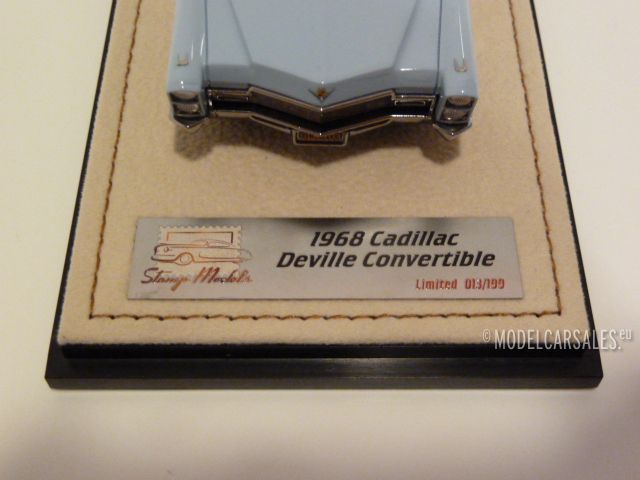 1968 Cadillac
Deville Convertible
Stamp Models
Limited 013/199
© MODELCARSALES.eu